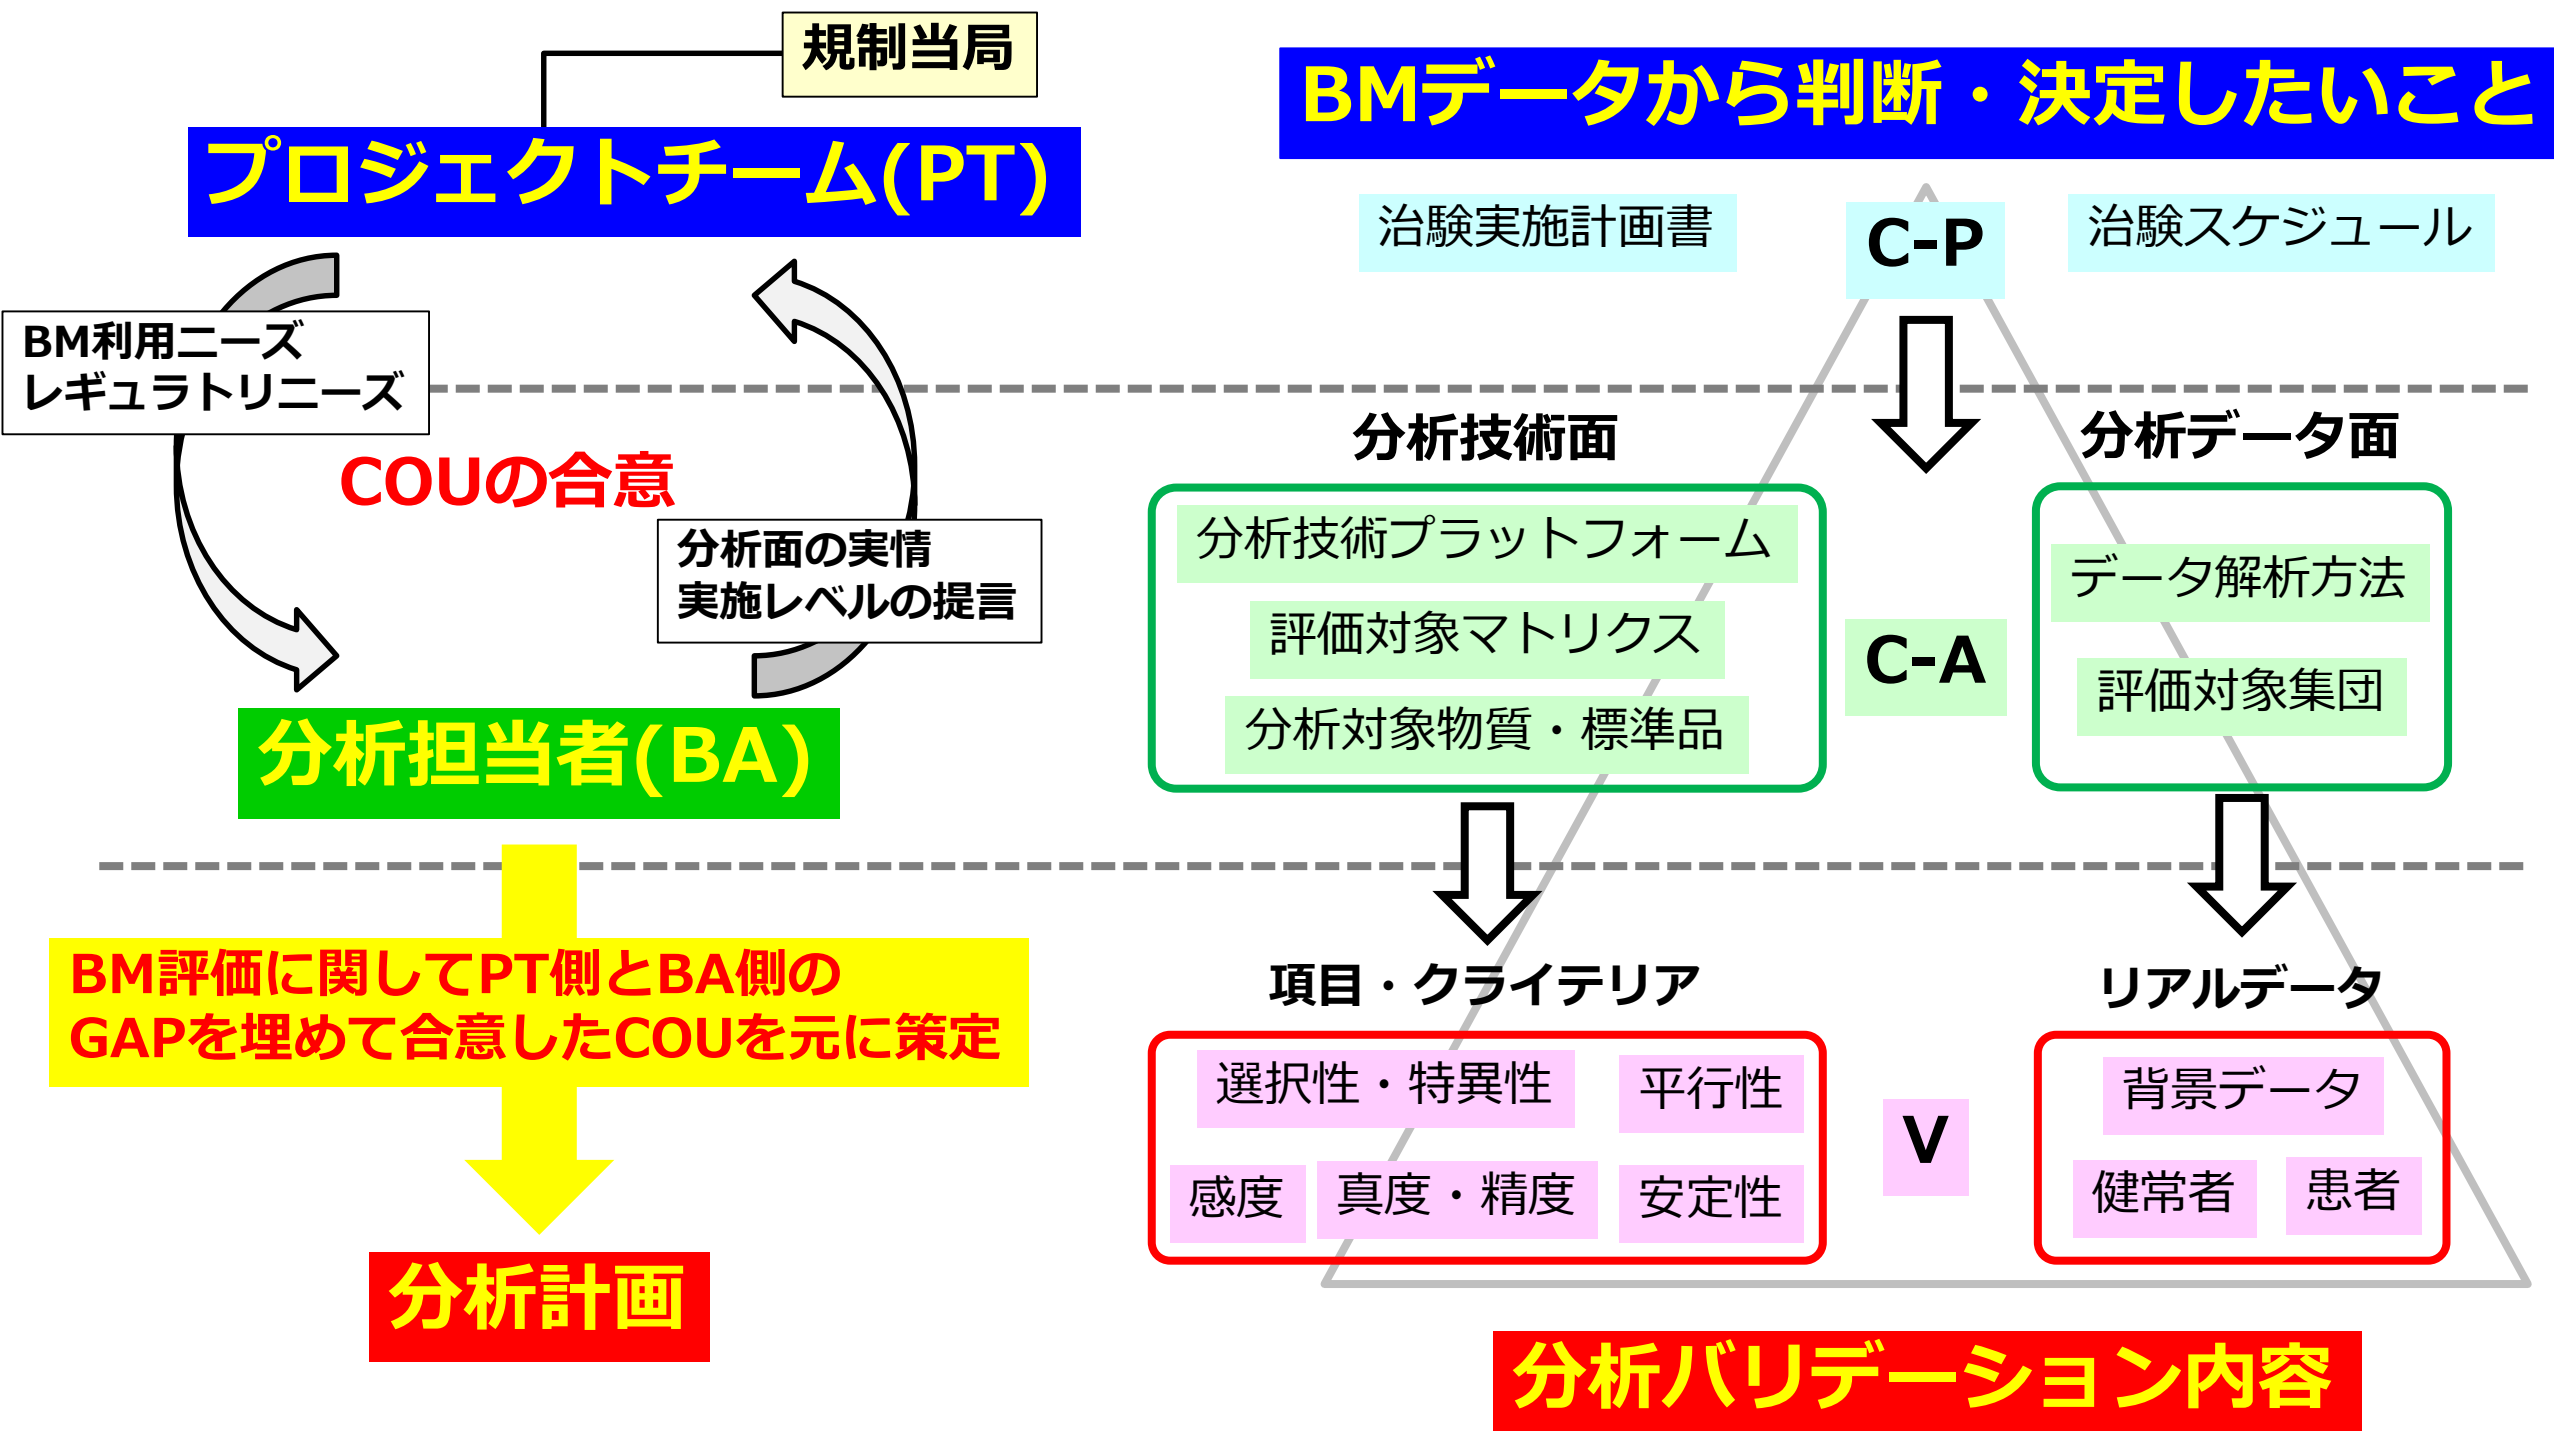 規制当局
プロジェクトチーム(PT)
BM利用ニーズ
レギュラトリニーズ
COUの合意
分析面の実情
実施レベルの提言
分析担当者(BA)
BM評価に関してPT側とBA側の
GAPを埋めて合意したCOUを元に策定
分析計画
BMデータから判断・決定したいこと
治験実施計画書
C-P
治験スケジュール
分析技術面
分析データ面
分析技術プラットフォーム
評価対象マトリクス
分析対象物質・標準品
C-A
データ解析方法
評価対象集団
項目・クライテリア
リアルデータ
選択性・特異性
平行性
感度
真度・精度
安定性
V
背景データ
健常者
患者
分析バリデーション内容